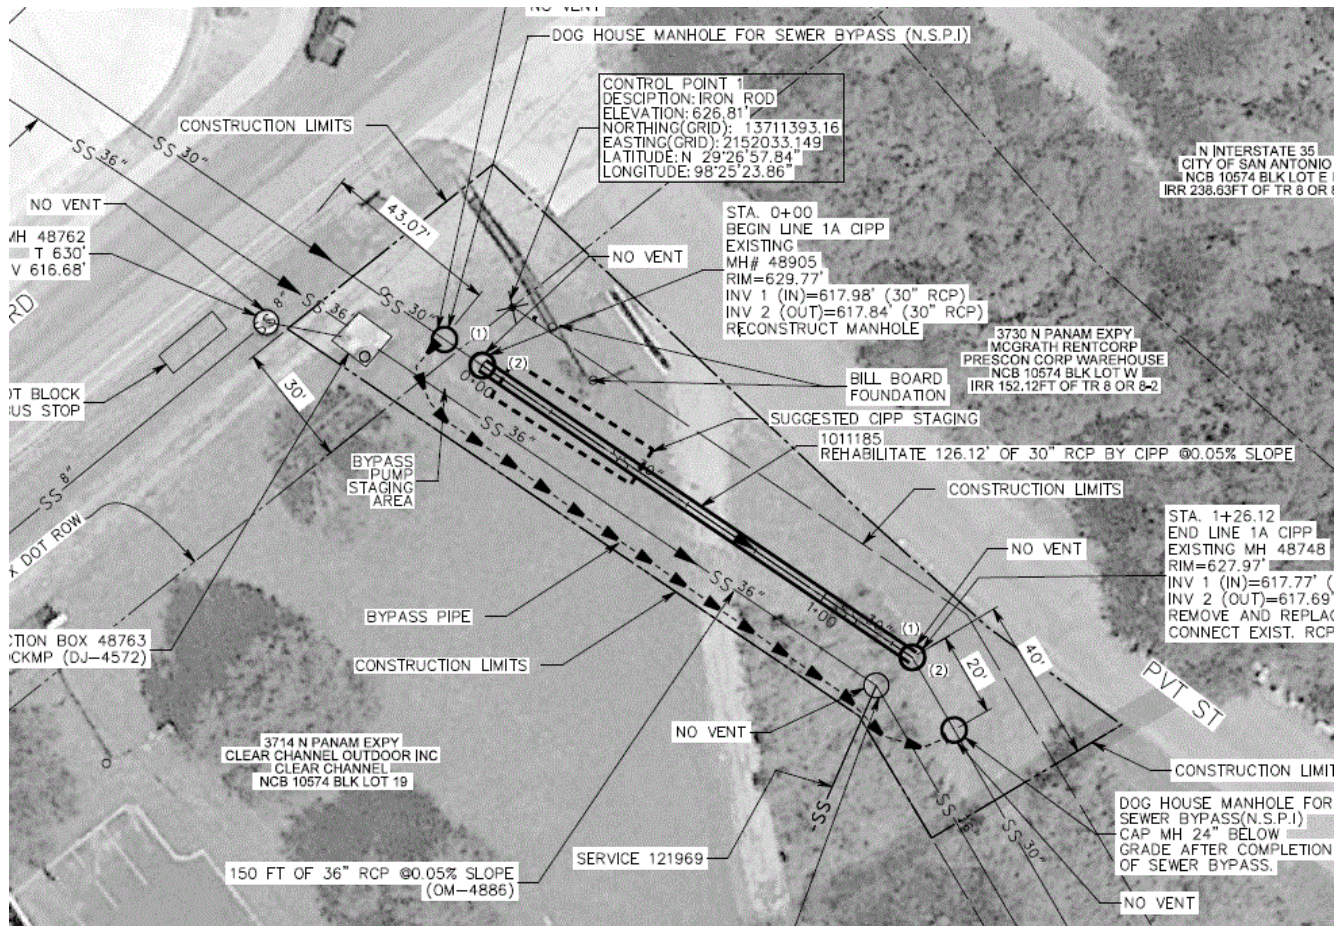 NO VENT
DOG HOUSE MANHOLE FOR SEWER BYPASS (N.S.P.I)
CONTROL POINT 1
DESCIPTION: IRON ROD
ELEVATION: 626.81'
NORTHING(GRID): 13711393.16
EASTING(GRID): 2152033.149
LATITUDE: N 29°26'57.84"
LONGITUDE: 98°25'23.86"
CONSTRUCTION LIMITS
SS 30"
SS 36"
N INTERSTATE 35
CITY OF SAN ANTONIO
NCB 10574 BLK LOT E
IRR 238.63FT OF TR 8 OR
NO VENT
MH 48762
T 630'
V 616.68'
RD
43.07'
NO VENT
STA. 0+00
BEGIN LINE 1A CIPP
EXISTING
MH# 48905
RIM=629.77'
INV 1 (IN)=617.98' (30" RCP)
INV 2 (OUT)=617.84' (30" RCP)
RECONSTRUCT MANHOLE
SS 8"
SS 36"
SS 30"
(1)
(2)
0+00
3730 N PANAM EXPY
MCGRATH RENTCORP
PRESCON CORP WAREHOUSE
NCB 10574 BLK LOT W
IRR 152.12FT OF TR 8 OR 8-2
BILL BOARD
FOUNDATION
OT BLOCK
BUS STOP
30'
SS 36"
SUGGESTED CIPP STAGING
1011185
REHABILITATE 126.12' OF 30" RCP BY CIPP @0.05% SLOPE
BYPASS
PUMP
STAGING
AREA
SS 30"
SS 8"
CONSTRUCTION LIMITS
STA. 1+26.12
END LINE 1A CIPP
EXISTING MH 48748
RIM=627.97'
INV 1 (IN)=617.77' (
INV 2 (OUT)=617.69'
REMOVE AND REPLAC
CONNECT EXIST. RCP
NO VENT
X DOT ROW
BYPASS PIPE
SS 36"
1+00
SS 30"
(1)
(2)
20'
40'
PVT ST
CTION BOX 48763
OCKMP (DJ-4572)
CONSTRUCTION LIMITS
NO VENT
3714 N PANAM EXPY
CLEAR CHANNEL OUTDOOR INC
CLEAR CHANNEL
NCB 10574 BLK LOT 19
CONSTRUCTION LIMIT
DOG HOUSE MANHOLE FOR
SEWER BYPASS(N.S.P.I)
CAP MH 24" BELOW
GRADE AFTER COMPLETION
OF SEWER BYPASS.
-SS-
SS 30"
SERVICE 121969
150 FT OF 36" RCP @0.05% SLOPE
(OM-4886)
NO VENT